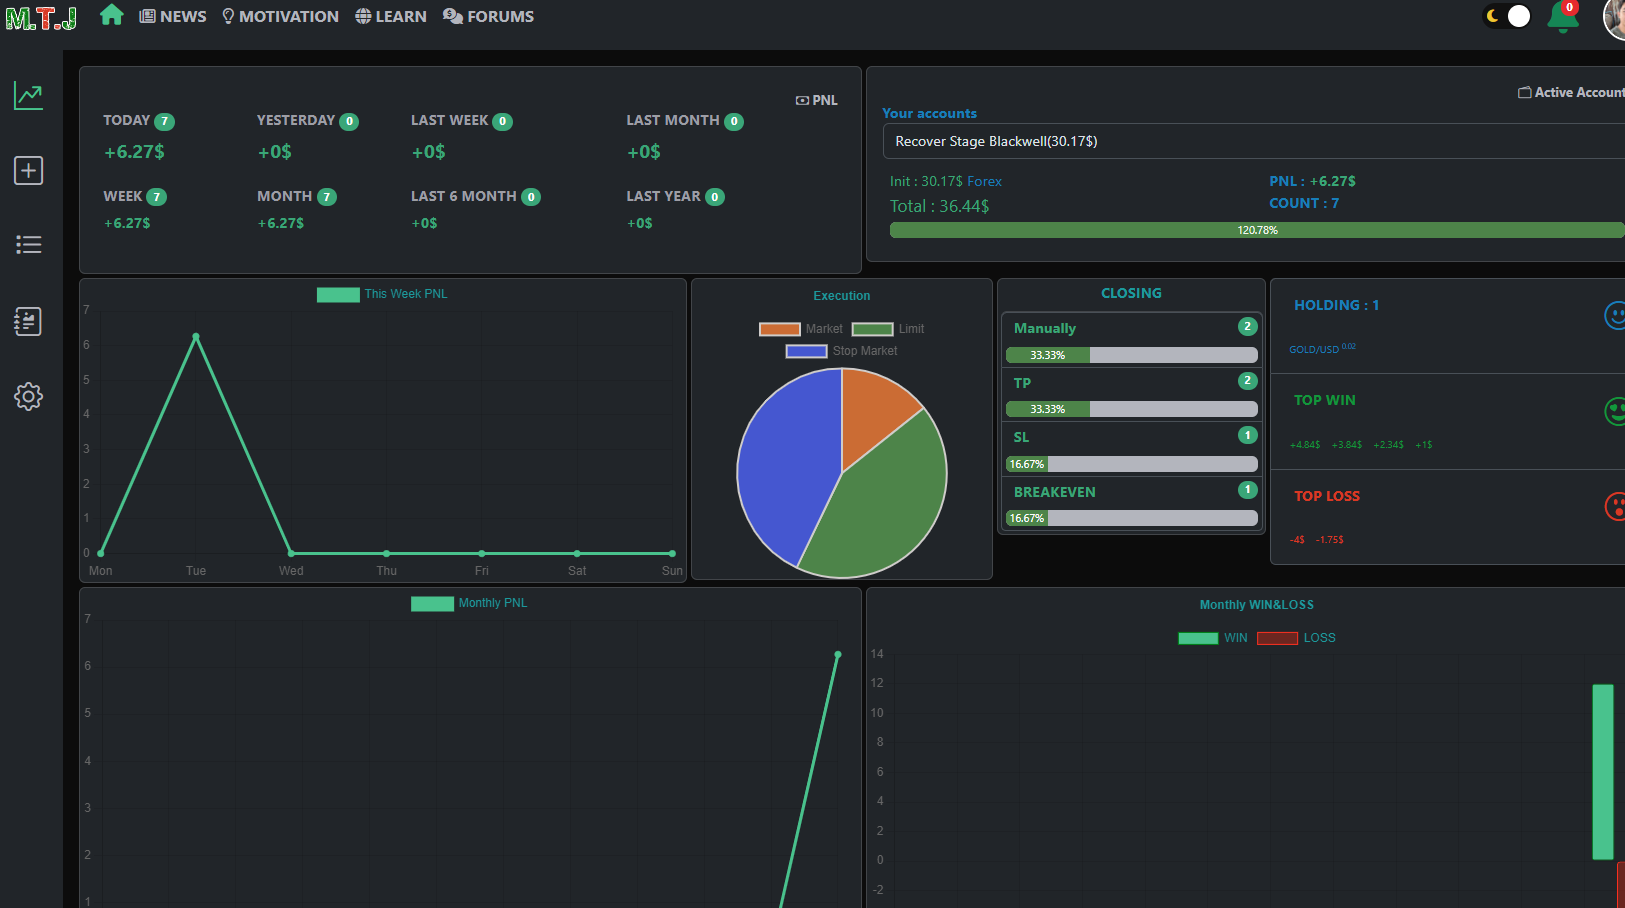 M.T.J
NEWS
MOTIVATION
LEARN
FORUMS
0
PNL
TODAY 7
+6.27$
YESTERDAY 0
+0$
LAST WEEK 0
+0$
LAST MONTH 0
+0$
WEEK 7
+6.27$
MONTH 7
+6.27$
LAST 6 MONTH 0
+0$
LAST YEAR 0
+0$
Active Account
Your accounts
Recover Stage Blackwell(30.17$)
Init : 30.17$ Forex
Total : 36.44$
PNL : +6.27$
COUNT : 7
120.78%
This Week PNL
7
6
5
4
3
2
1
0
Mon Tue Wed Thu Fri Sat Sun
Execution
Market Limit
Stop Market
CLOSING
Manually 2
33.33%
TP 2
33.33%
SL 1
16.67%
BREAKEVEN 1
16.67%
HOLDING : 1
GOLD/USD 0.02
TOP WIN
+4.84$ +3.84$ +2.34$ +1$
TOP LOSS
-4$ -1.75$
Monthly PNL
7
6
5
4
3
2
1
Monthly WIN&LOSS
WIN LOSS
14
12
10
8
6
4
2
0
-2